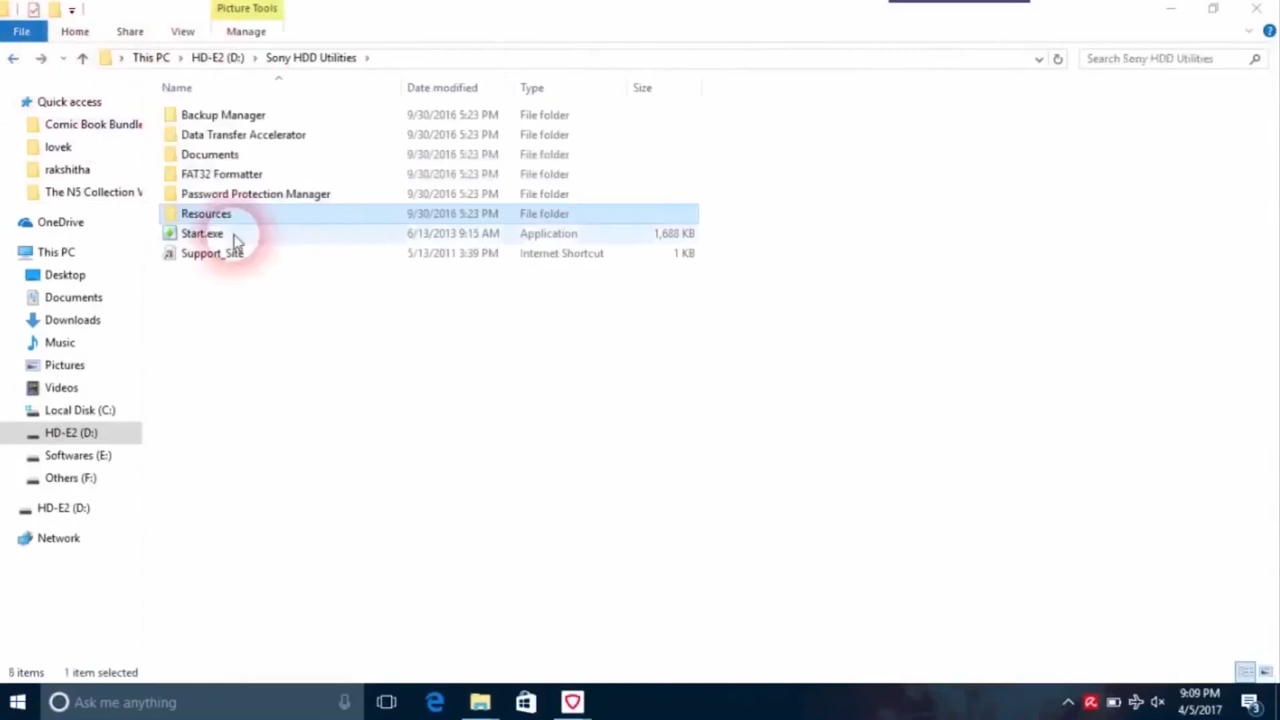 Picture Tools
File Home Share View Manage
This PC HD-E2 (D:) Sony HDD Utilities Search Sony HDD Utilities
Name Date modified Type Size
Quick access
Comic Book Bundle
lovek
rakshitha
The N5 Collection V
OneDrive
This PC
Desktop
Documents
Downloads
Music
Pictures
Videos
Local Disk (C:)
HD-E2 (D:)
Softwares (E:)
Others (F:)
HD-E2 (D:)
Network
Backup Manager 9/30/2016 5:23 PM File folder
Data Transfer Accelerator 9/30/2016 5:23 PM File folder
Documents 9/30/2016 5:23 PM File folder
FAT32 Formatter 9/30/2016 5:23 PM File folder
Password Protection Manager 9/30/2016 5:23 PM File folder
Resources 9/30/2016 5:23 PM File folder
Start.exe 6/13/2013 9:15 AM Application 1,688 KB
Support_Site 5/13/2011 3:39 PM Internet Shortcut 1 KB
8 items 1 item selected
Ask me anything
9:09 PM
4/5/2017
3